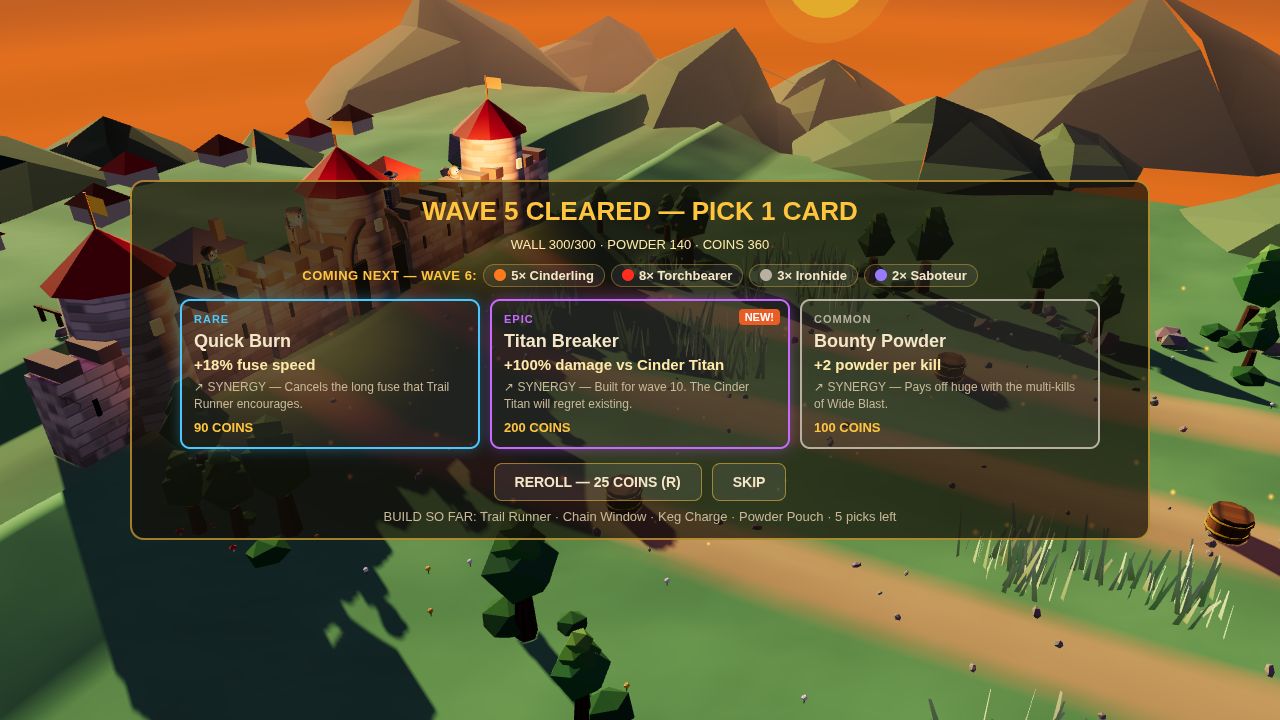 WAVE 5 CLEARED — PICK 1 CARD
WALL 300/300 · POWDER 140 · COINS 360
COMING NEXT — WAVE 6: 5× Cinderling 8× Torchbearer 3× Ironhide 2× Saboteur
RARE
Quick Burn
+18% fuse speed
↗ SYNERGY — Cancels the long fuse that Trail
Runner encourages.
90 COINS
EPIC
NEW!
Titan Breaker
+100% damage vs Cinder Titan
↗ SYNERGY — Built for wave 10. The Cinder
Titan will regret existing.
200 COINS
COMMON
Bounty Powder
+2 powder per kill
↗ SYNERGY — Pays off huge with the multi-kills
of Wide Blast.
100 COINS
REROLL — 25 COINS (R)
SKIP
BUILD SO FAR: Trail Runner · Chain Window · Keg Charge · Powder Pouch · 5 picks left